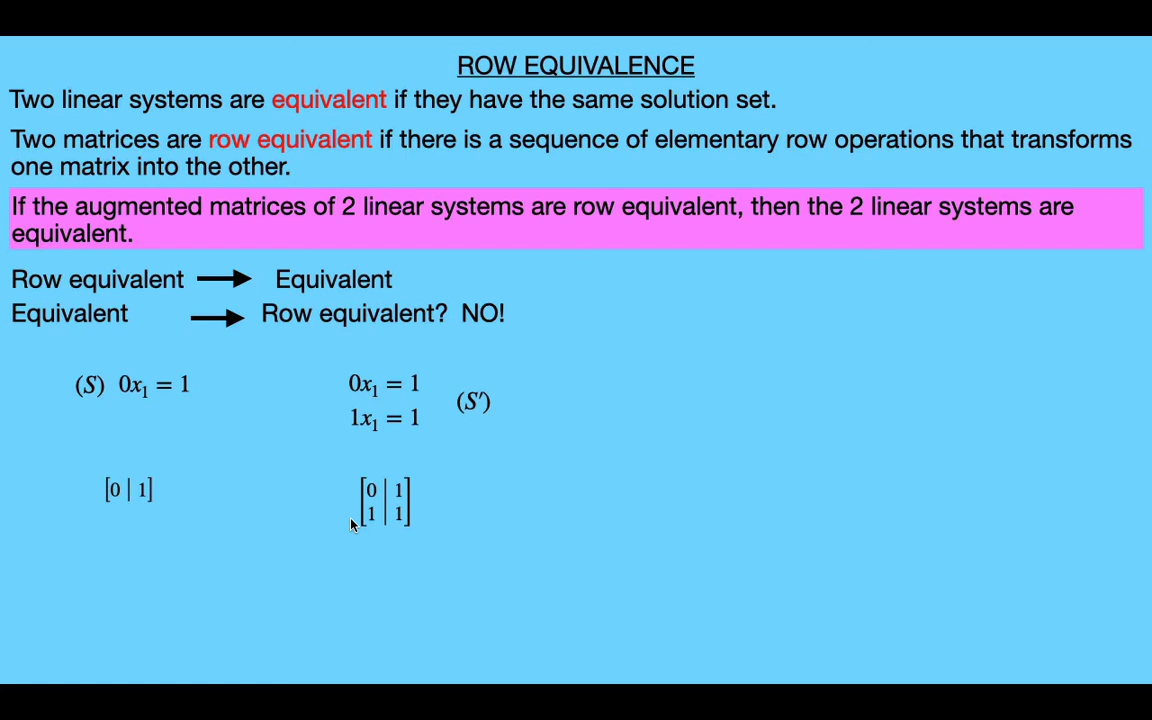 ROW EQUIVALENCE
Two linear systems are equivalent if they have the same solution set.
Two matrices are row equivalent if there is a sequence of elementary row operations that transforms
one matrix into the other.
If the augmented matrices of 2 linear systems are row equivalent, then the 2 linear systems are
equivalent.
Row equivalent → Equivalent
Equivalent → Row equivalent? NO!
(S) 0x₁ = 1
0x₁ = 1
1x₁ = 1
(S′)
[0 | 1]
[0 | 1]
[1 | 1]